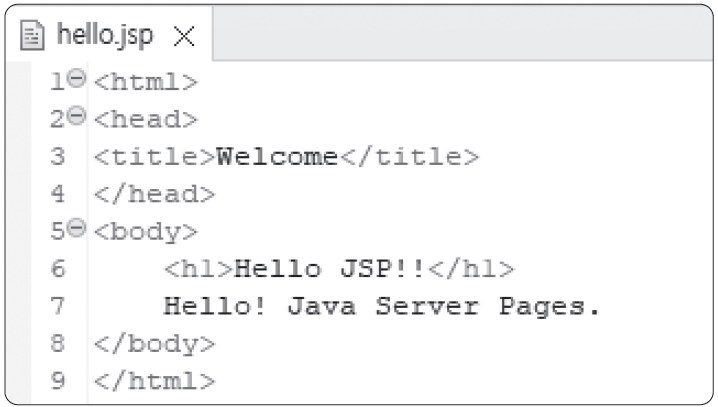 hello.jsp
1 <html>
2 <head>
3 <title>Welcome</title>
4 </head>
5 <body>
6 <h1>Hello JSP!!</h1>
7 Hello! Java Server Pages.
8 </body>
9 </html>